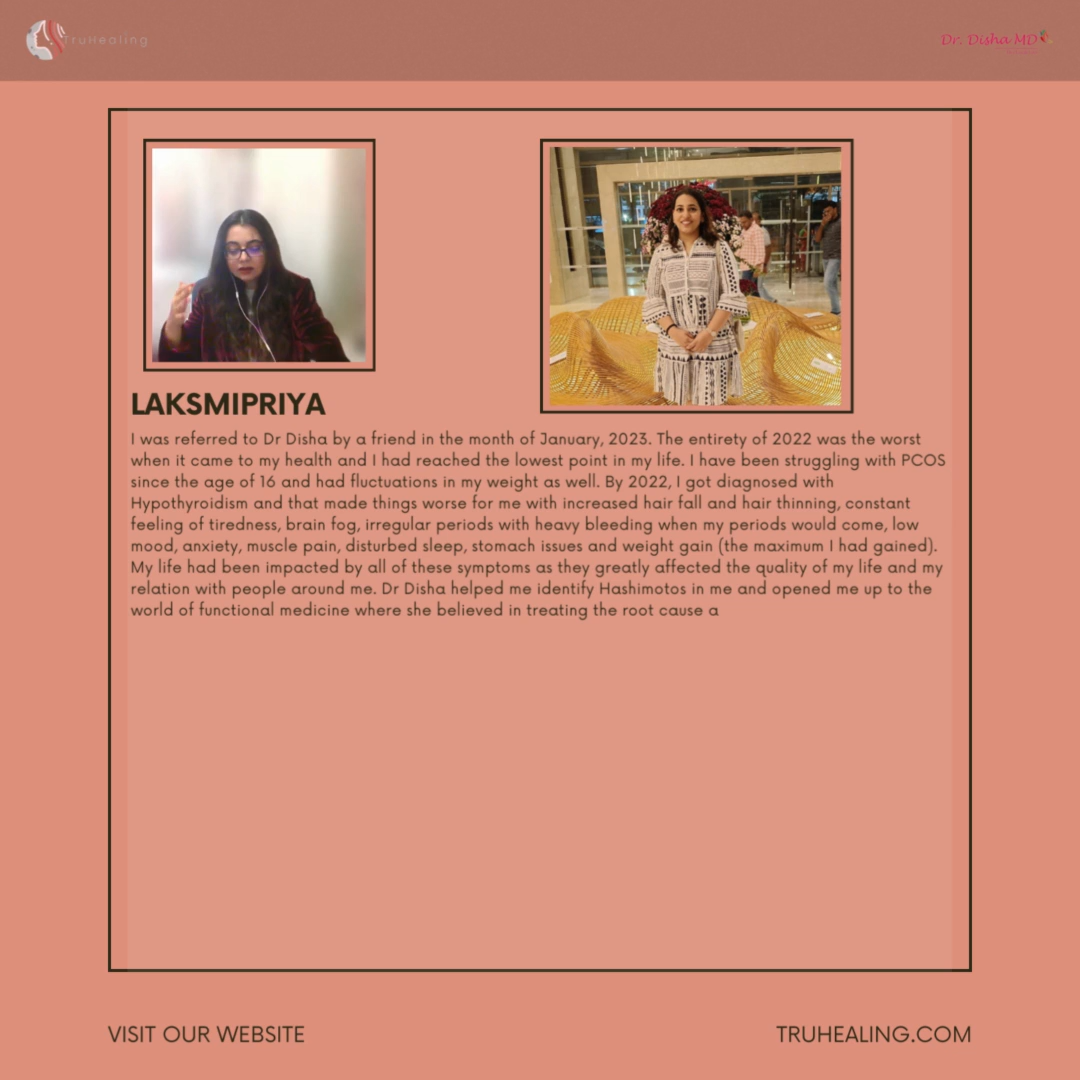 TruHealing
Dr. Disha MD
LAKSMIPRIYA
I was referred to Dr Disha by a friend in the month of January, 2023. The entirety of 2022 was the worst
when it came to my health and I had reached the lowest point in my life. I have been struggling with PCOS
since the age of 16 and had fluctuations in my weight as well. By 2022, I got diagnosed with
Hypothyroidism and that made things worse for me with increased hair fall and hair thinning, constant
feeling of tiredness, brain fog, irregular periods with heavy bleeding when my periods would come, low
mood, anxiety, muscle pain, disturbed sleep, stomach issues and weight gain (the maximum I had gained).
My life had been impacted by all of these symptoms as they greatly affected the quality of my life and my
relation with people around me. Dr Disha helped me identify Hashimotos in me and opened me up to the
world of functional medicine where she believed in treating the root cause a
VISIT OUR WEBSITE
TRUHEALING.COM